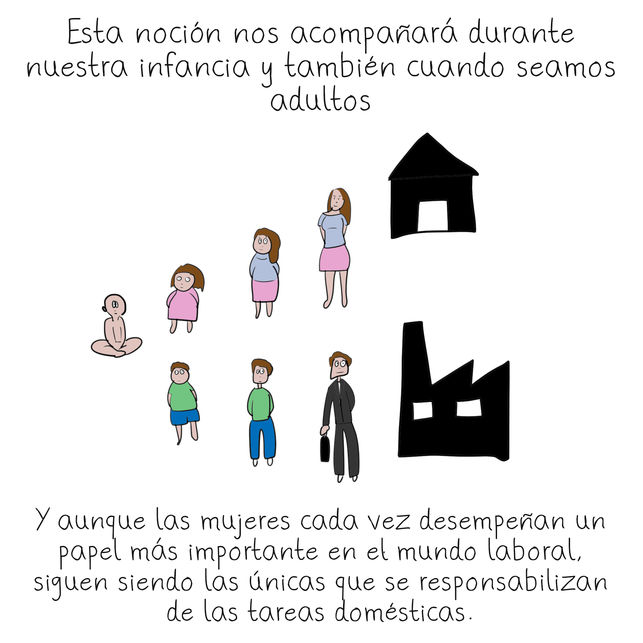 Esta noción nos acompañará durante
nuestra infancia y también cuando seamos
adultos
Y aunque las mujeres cada vez desempeñan un
papel más importante en el mundo laboral,
siguen siendo las únicas que se responsabilizan
de las tareas domésticas.